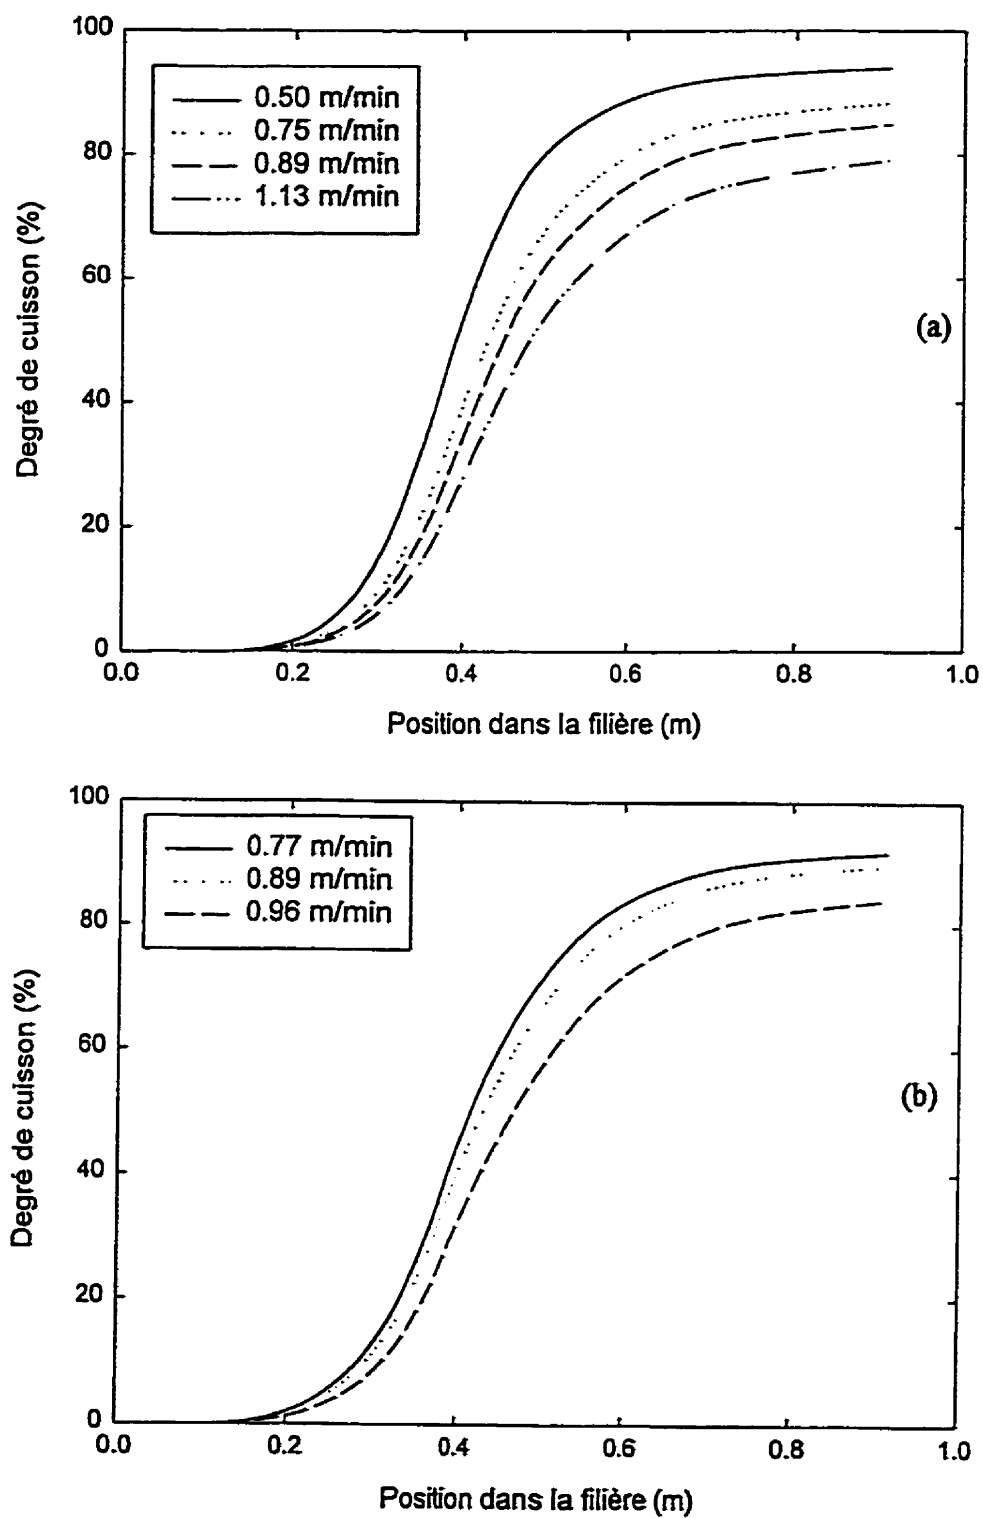 100
80
60
40
20
0
Degré de cuisson (%)
0.50 m/min
0.75 m/min
0.89 m/min
1.13 m/min
(a)
0.0 0.2 0.4 0.6 0.8 1.0
Position dans la filière (m)
100
80
60
40
20
0
Degré de cuisson (%)
0.77 m/min
0.89 m/min
0.96 m/min
(b)
0.0 0.2 0.4 0.6 0.8 1.0
Position dans la filière (m)